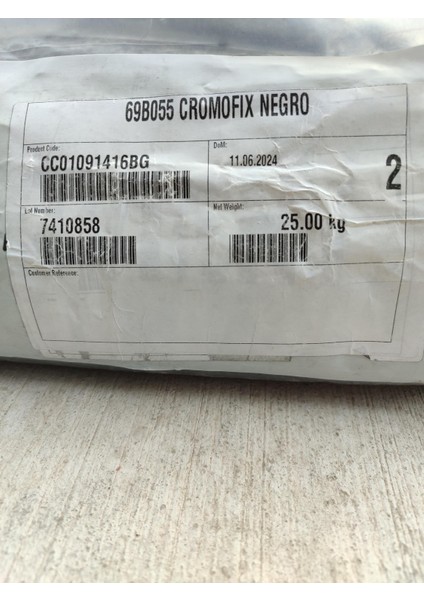 69B055 CROMOFIX NEGRO
Product Code:
CC01091416BG
DoM:
11.06.2024
2
Lot Number:
7410858
Net Weight:
25.00 kg
Customer Reference: